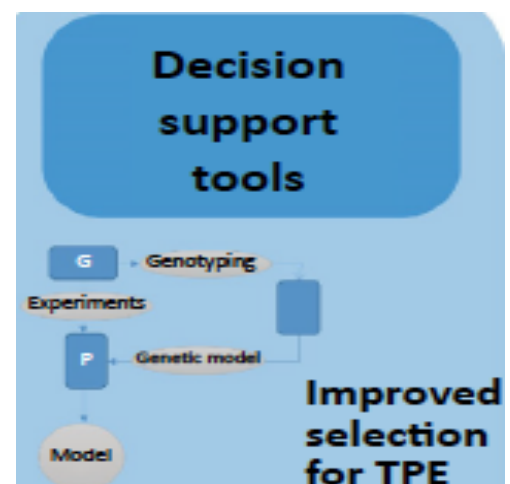 Decision
support
tools
G
Genotyping
Experiments
P
Genetic model
Improved
selection
for TPE
Model